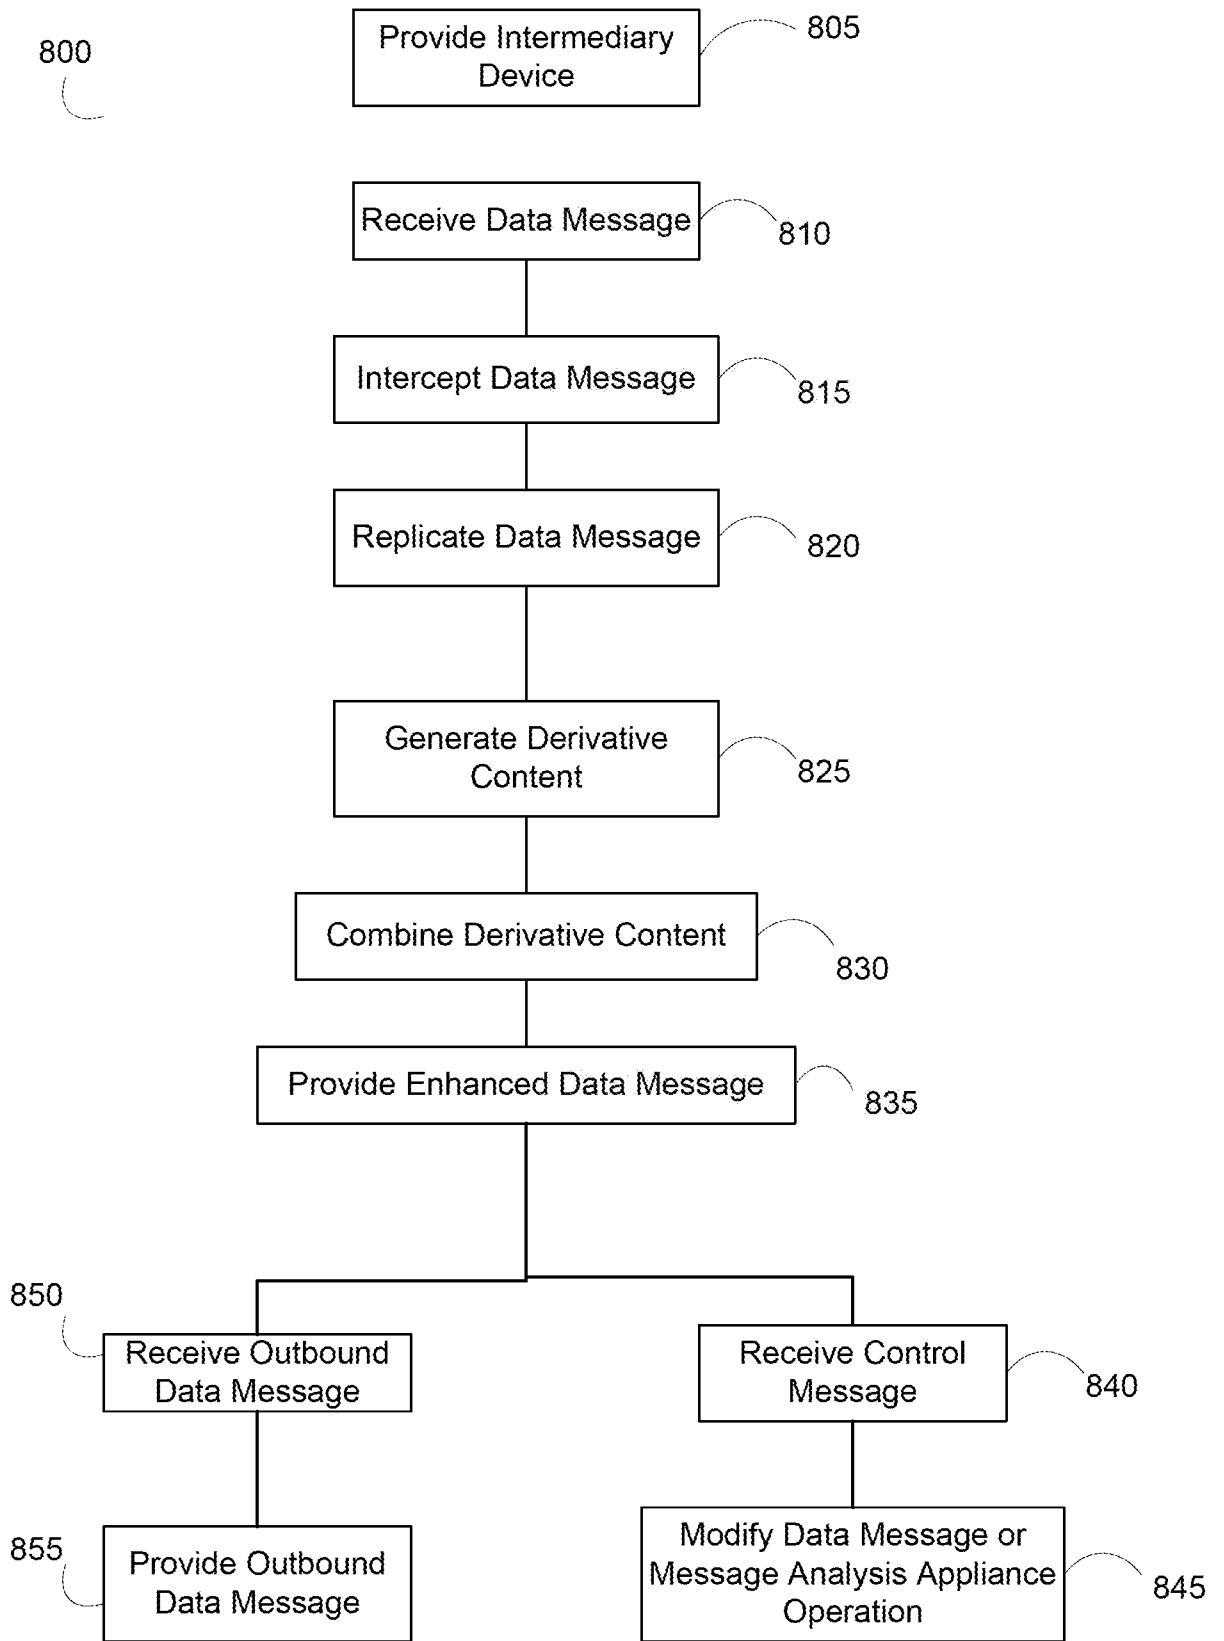 800
Provide Intermediary
Device
805
Receive Data Message
810
Intercept Data Message
815
Replicate Data Message
820
Generate Derivative
Content
825
Combine Derivative Content
830
Provide Enhanced Data Message
835
850
Receive Outbound
Data Message
Receive Control
Message
840
855
Provide Outbound
Data Message
Modify Data Message or
Message Analysis Appliance
Operation
845